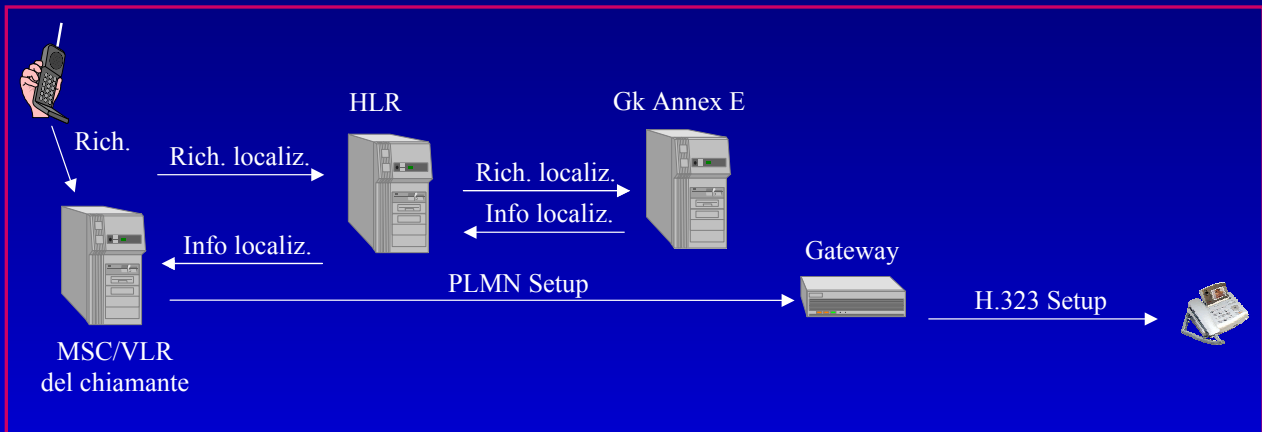 HLR
Gk Annex E
Rich.
Rich. localiz.
Rich. localiz.
Info localiz.
Info localiz.
Gateway
PLMN Setup
H.323 Setup
MSC/VLR
del chiamante